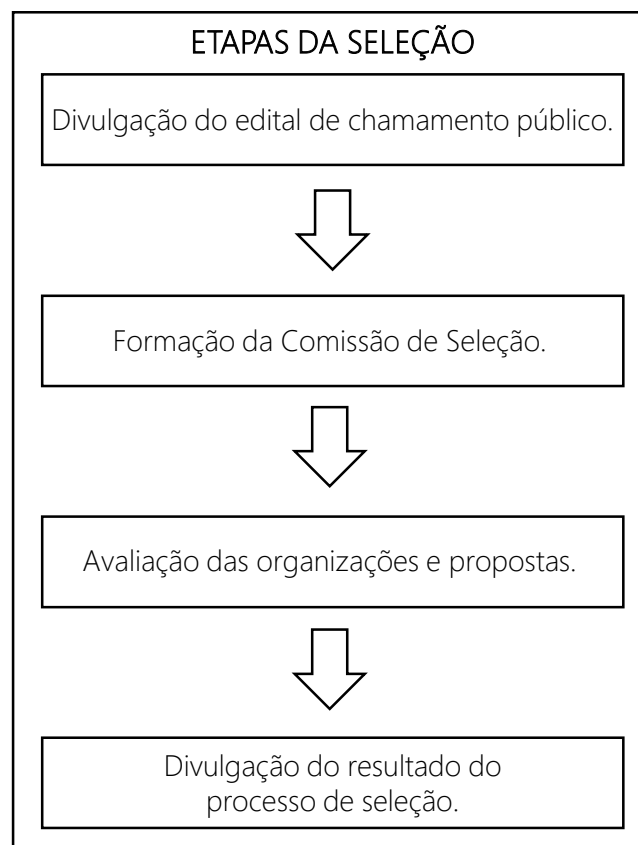 ETAPAS DA SELEÇÃO
Divulgação do edital de chamamento público.
Formação da Comissão de Seleção.
Avaliação das organizações e propostas.
Divulgação do resultado do
processo de seleção.